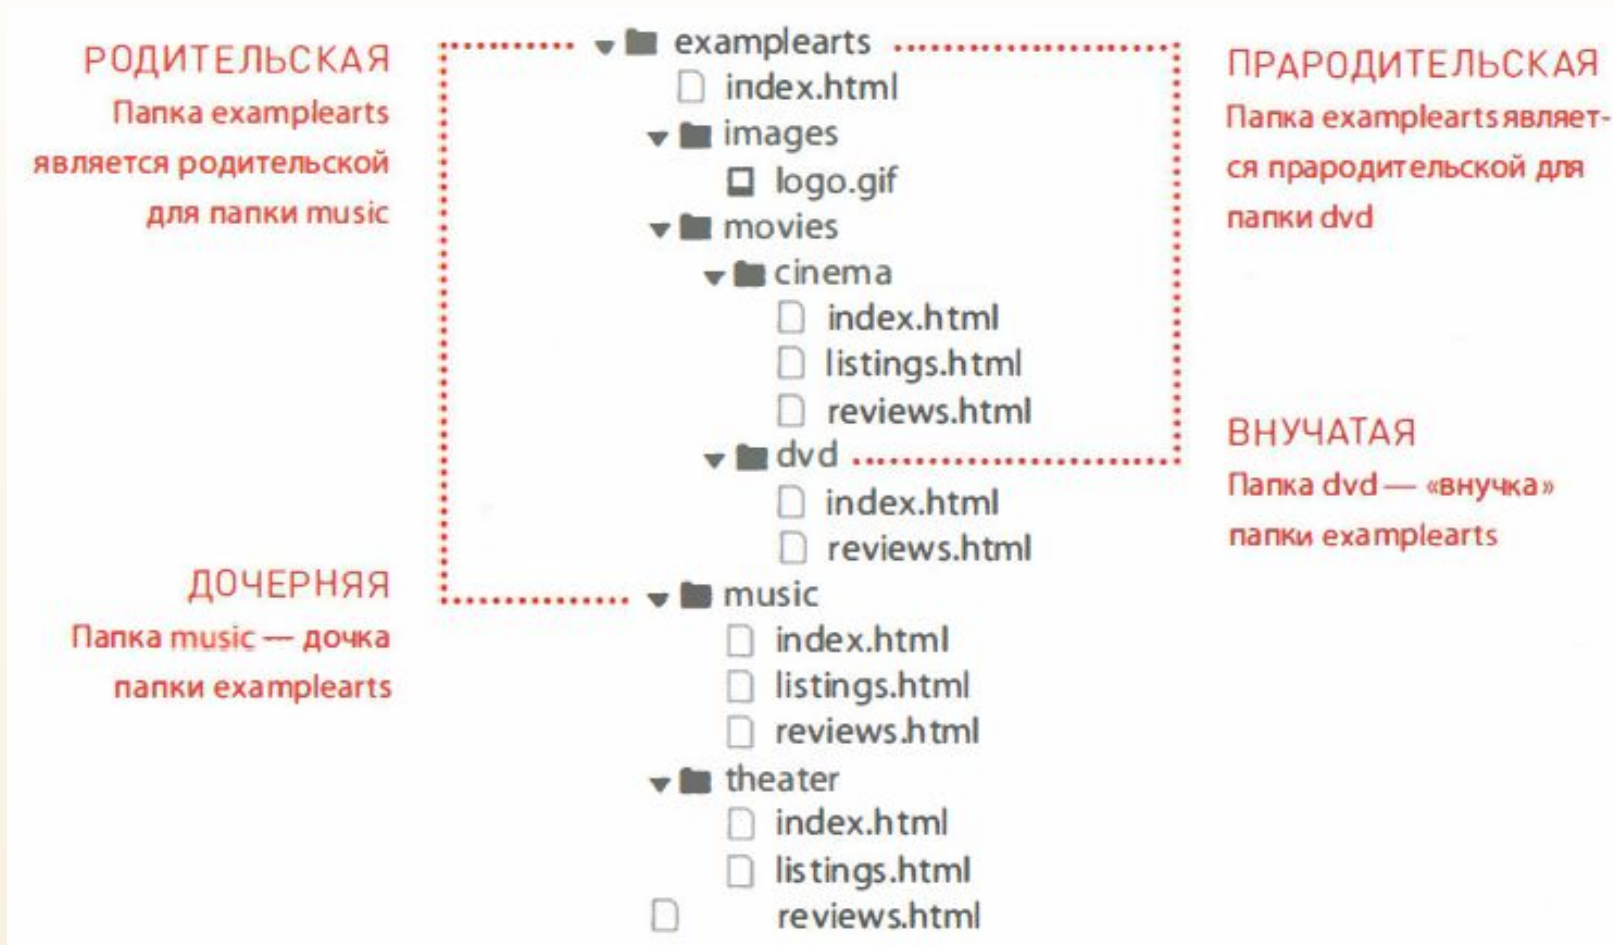 РОДИТЕЛЬСКАЯ
Папка examplearts
является родительской
для папки music
ДОЧЕРНЯЯ
Папка music — дочка
папки examplearts
examplearts
index.html
images
logo.gif
movies
cinema
index.html
listings.html
reviews.html
dvd
index.html
reviews.html
music
index.html
listings.html
reviews.html
theater
index.html
listings.html
reviews.html
ПРАРОДИТЕЛЬСКАЯ
Папка examplearts являет-
ся прародительской для
папки dvd
ВНУЧАТАЯ
Папка dvd — «внучка»
папки examplearts